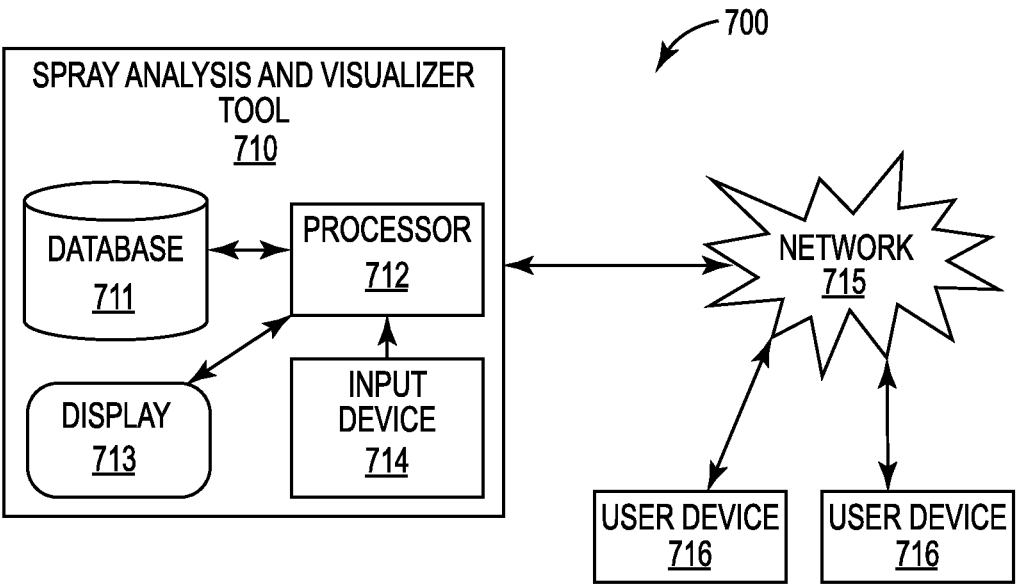 700
SPRAY ANALYSIS AND VISUALIZER
TOOL
710
DATABASE
711
PROCESSOR
712
NETWORK
715
DISPLAY
713
INPUT
DEVICE
714
USER DEVICE
716
USER DEVICE
716